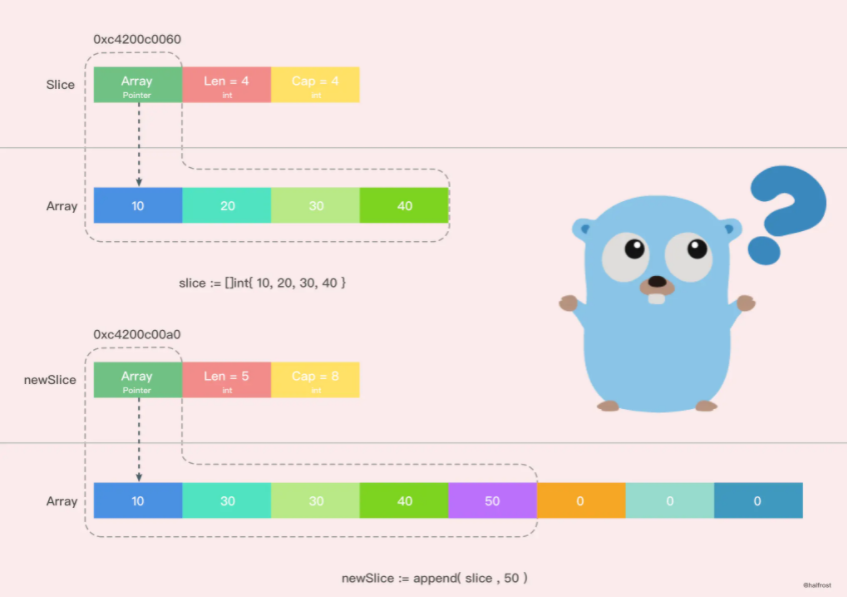 0xc4200c0060
Slice
Array
Pointer
Len = 4
int
Cap = 4
int
Array
10
20
30
40
slice := []int{ 10, 20, 30, 40 }
0xc4200c00a0
newSlice
Array
Pointer
Len = 5
int
Cap = 8
int
Array
10
30
30
40
50
0
0
0
newSlice := append( slice , 50 )
@halfrost